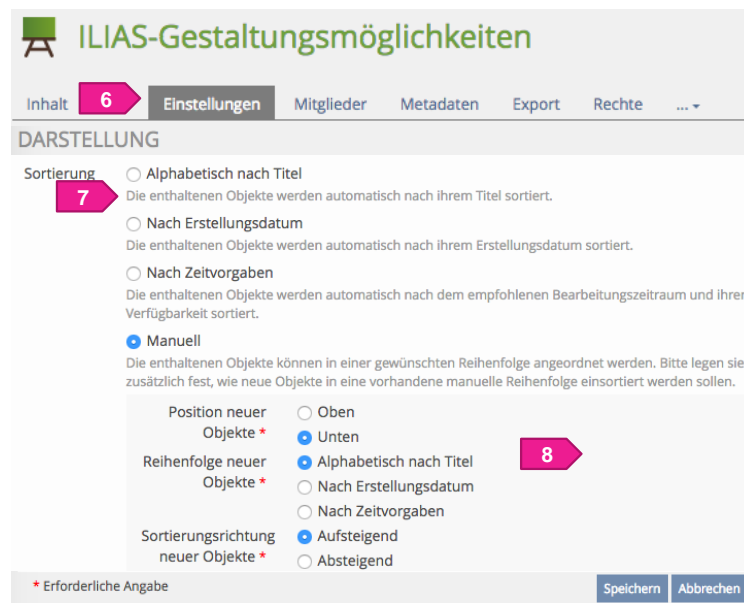 ILIAS-Gestaltungsmöglichkeiten
Inhalt 6 Einstellungen Mitglieder Metadaten Export Rechte ...
DARSTELLUNG
Sortierung Alphabetisch nach Titel
7 Die enthaltenen Objekte werden automatisch nach ihrem Titel sortiert.
Nach Erstellungsdatum
Die enthaltenen Objekte werden automatisch nach ihrem Erstellungsdatum sortiert.
Nach Zeitvorgaben
Die enthaltenen Objekte werden automatisch nach dem empfohlenen Bearbeitungszeitraum und ihrer
Verfügbarkeit sortiert.
Manuell
Die enthaltenen Objekte können in einer gewünschten Reihenfolge angeordnet werden. Bitte legen sie
zusätzlich fest, wie neue Objekte in eine vorhandene manuelle Reihenfolge einsortiert werden sollen.
Position neuer Oben
Objekte * Unten
Reihenfolge neuer Alphabetisch nach Titel 8
Objekte * Nach Erstellungsdatum
Nach Zeitvorgaben
Sortierungsrichtung Aufsteigend
neuer Objekte * Absteigend
* Erforderliche Angabe Speichern Abbrechen